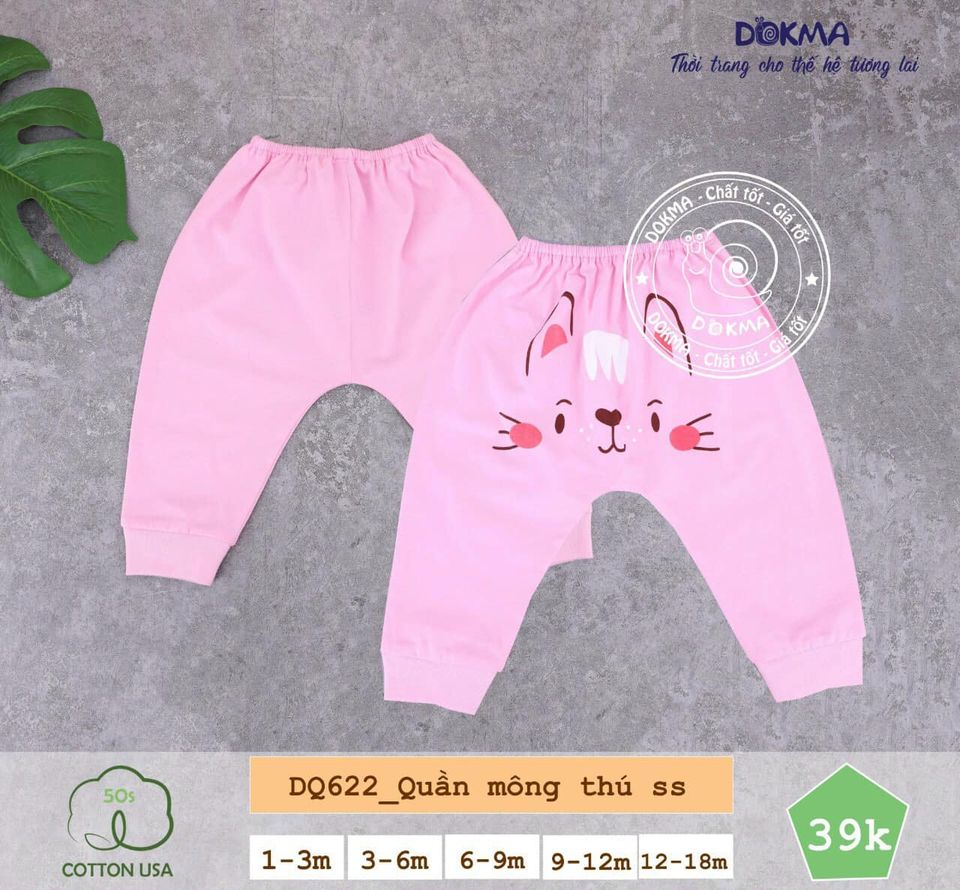 DOKMA
Thời trang cho thế hệ tương lai
DOKMA - Chất tốt - Giá tốt
DOKMA
DOKMA - Chất tốt - Giá tốt
50s
COTTON USA
DQ622_Quần mông thú ss
1-3m
3-6m
6-9m
9-12m
12-18m
39k